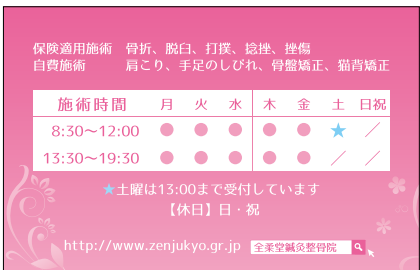 保険適用施術 骨折、脱臼、打撲、捻挫、挫傷
自費施術 肩こり、手足のしびれ、骨盤矯正、猫背矯正
施術時間 月 火 水 木 金 土 日祝
8:30～12:00 ● ● ● ● ● ★ ／
13:30～19:30 ● ● ● ● ● ／ ／
★土曜は13:00まで受付しています
【休日】日・祝
http://www.zenjukyo.gr.jp 全柔堂鍼灸整骨院